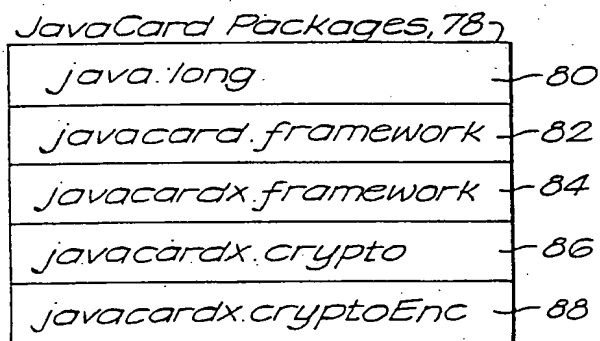 JavaCard Packages, 78
java.long 80
javacard.framework 82
javacardx.framework 84
javacardx.crypto 86
javacardx.cryptoEnc 88